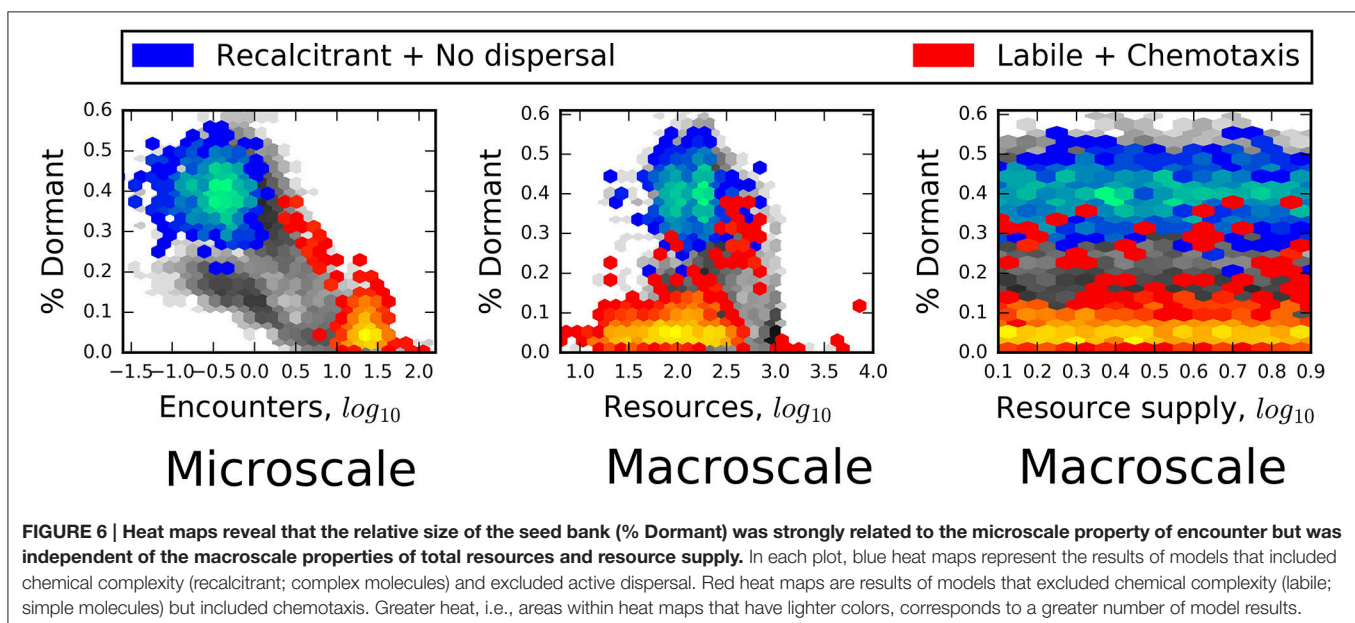 Recalcitrant + No dispersal
Labile + Chemotaxis
% Dormant
0.6
0.5
0.4
0.3
0.2
0.1
0.0
−1.5 −1.0 −0.5 0.0 0.5 1.0 1.5 2.0
Encounters, log10
Microscale
% Dormant
0.6
0.5
0.4
0.3
0.2
0.1
0.0
1.0 1.5 2.0 2.5 3.0 3.5 4.0
Resources, log10
Macroscale
% Dormant
0.6
0.5
0.4
0.3
0.2
0.1
0.0
0.1 0.2 0.3 0.4 0.5 0.6 0.7 0.8 0.9
Resource supply, log10
Macroscale
FIGURE 6 | Heat maps reveal that the relative size of the seed bank (% Dormant) was strongly related to the microscale property of encounter but was
independent of the macroscale properties of total resources and resource supply. In each plot, blue heat maps represent the results of models that included
chemical complexity (recalcitrant; complex molecules) and excluded active dispersal. Red heat maps are results of models that excluded chemical complexity (labile;
simple molecules) but included chemotaxis. Greater heat, i.e., areas within heat maps that have lighter colors, corresponds to a greater number of model results.